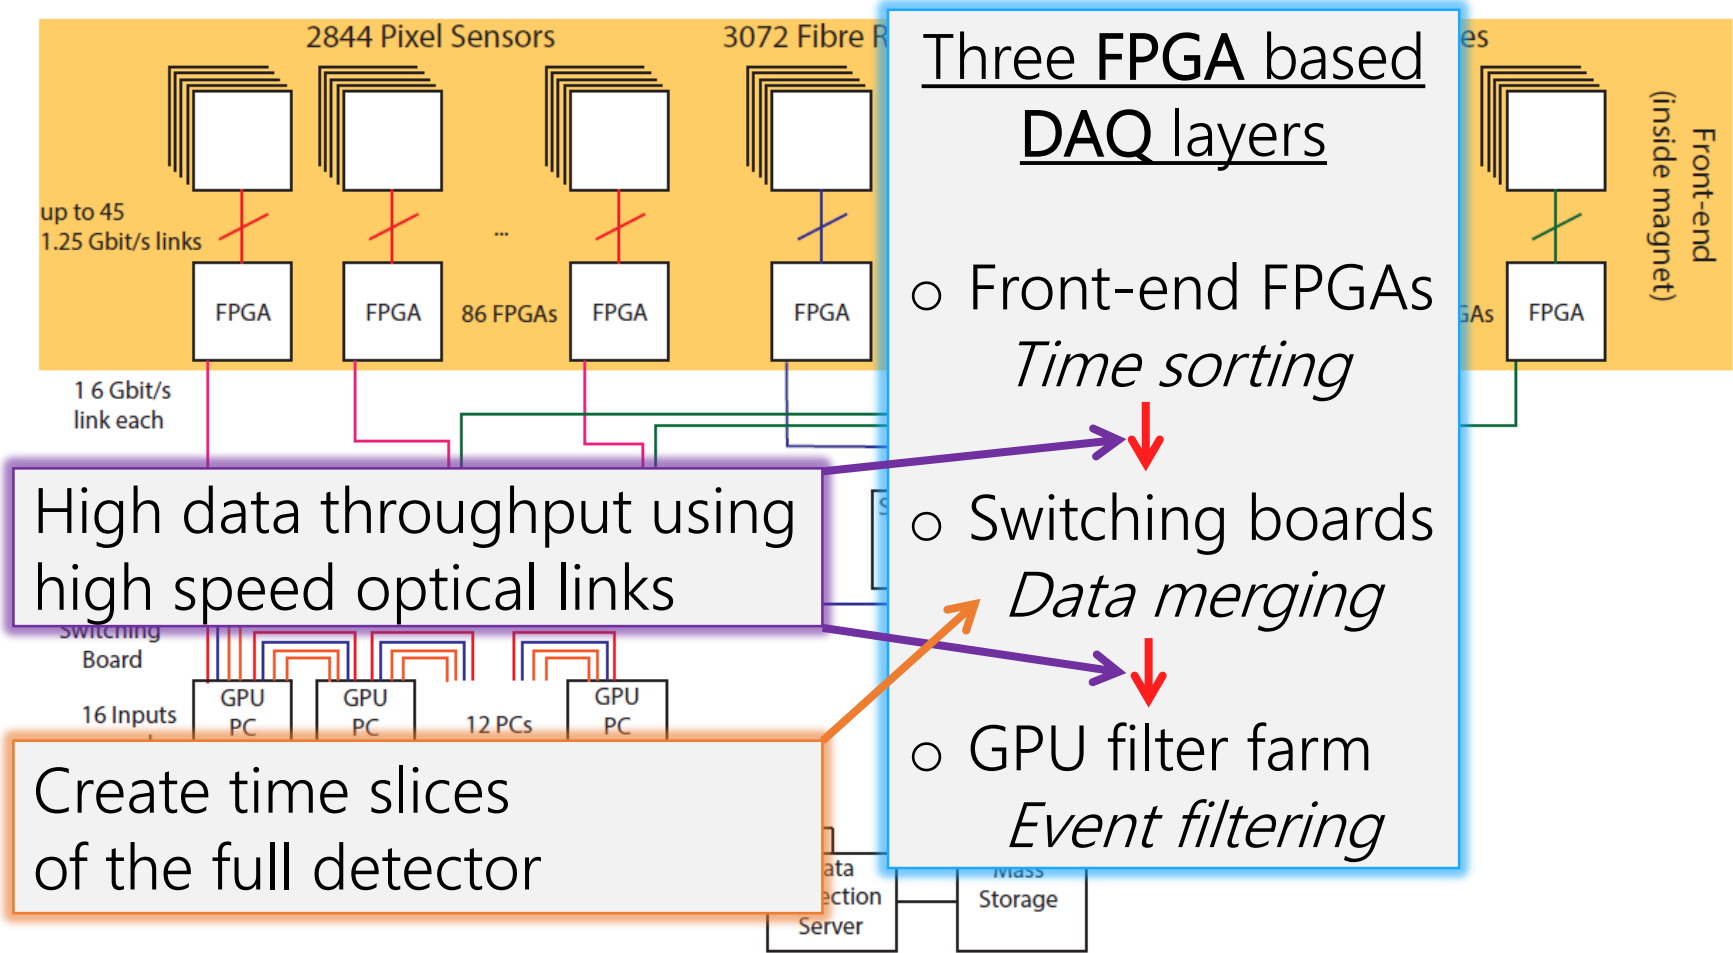 2844 Pixel Sensors
3072 Fibre
up to 45
1.25 Gbit/s links
...
FPGA
FPGA
86 FPGAs
FPGA
FPGA
FPGA
Front-end
(inside magnet)
1 6 Gbit/s
link each
Three FPGA based
DAQ layers
o Front-end FPGAs
Time sorting
o Switching boards
Data merging
o GPU filter farm
Event filtering
High data throughput using
high speed optical links
Switching
Board
16 Inputs
GPU
PC
GPU
PC
12 PCs
GPU
PC
Create time slices
of the full detector
Server
Mass
Storage